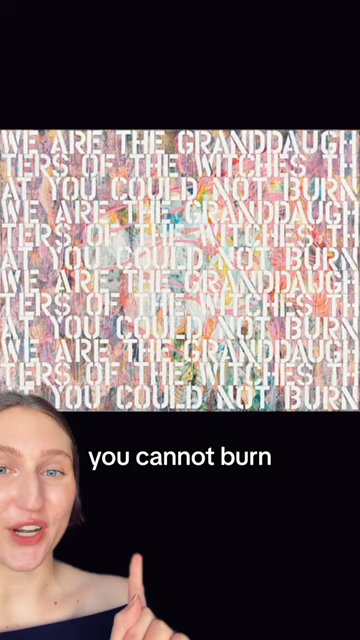 WE ARE THE GRANDDAUGH
TERS OF THE WITCHES TH
AT YOU COULD NOT BURN
WE ARE THE GRANDDAUGH
TERS OF THE WITCHES TH
AT YOU COULD NOT BURN
WE ARE THE GRANDDAUGH
TERS OF THE WITCHES TH
AT YOU COULD NOT BURN
WE ARE THE GRANDDAUGH
TERS OF THE WITCHES TH
YOU COULD NOT BURN
you cannot burn